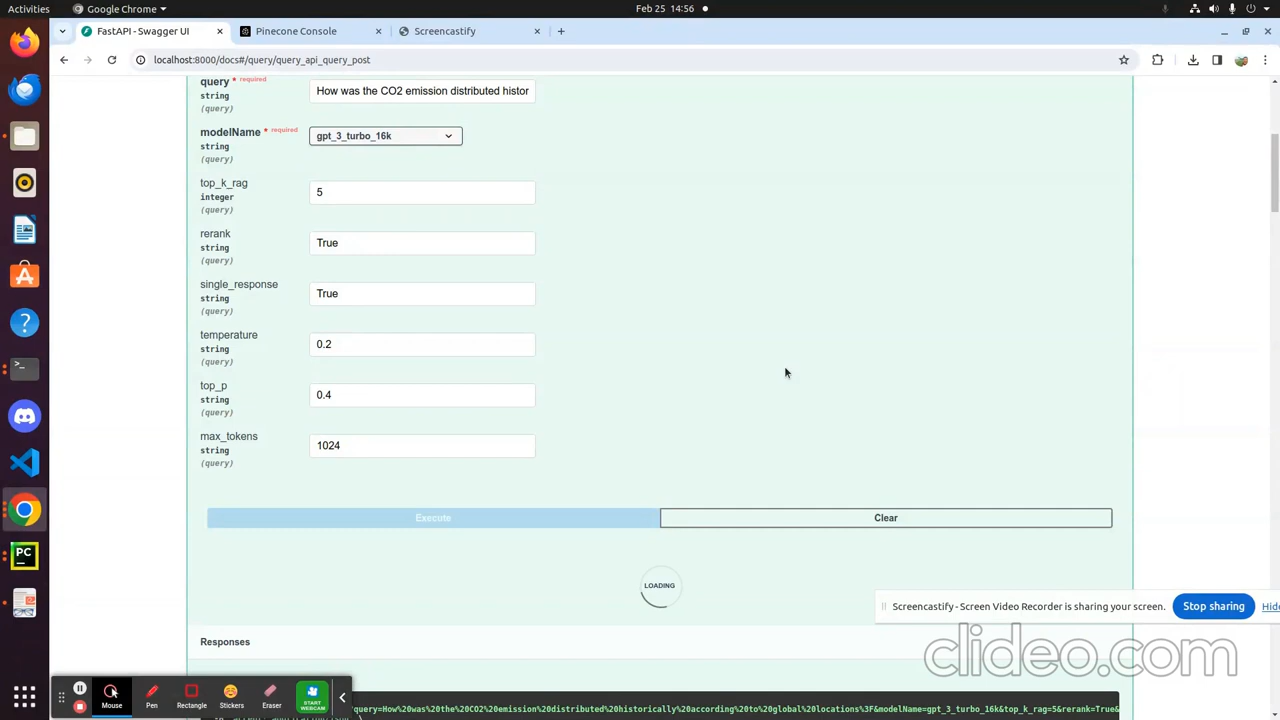 Activities Google Chrome Feb 25 14:56
FastAPI - Swagger UI Pinecone Console Screencastify
localhost:8000/docs#/query/query_api_query_post
query * required
string
(query)
How was the CO2 emission distributed histor
modelName * required
string
(query)
gpt_3_turbo_16k
top_k_rag
integer
(query)
5
rerank
string
(query)
True
single_response
string
(query)
True
temperature
string
(query)
0.2
top_p
string
(query)
0.4
max_tokens
string
(query)
1024
Execute Clear
LOADING
Screencastify - Screen Video Recorder is sharing your screen. Stop sharing Hide
Responses
clideo.com
Mouse Pen Rectangle Stickers Eraser START WEBCAM
query=How%20was%20the%20CO2%20emission%20distributed%20historically%20according%20to%20global%20locations%3F&modelName=gpt_3_turbo_16k&top_k_rag=5&rerank=True&